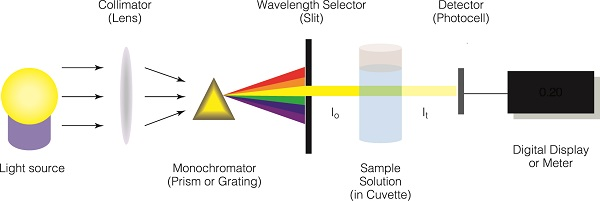 Collimator
(Lens)
Wavelength Selector
(Slit)
Detector
(Photocell)
0.20
Io
It
Light source
Monochromator
(Prism or Grating)
Sample
Solution
(in Cuvette)
Digital Display
or Meter